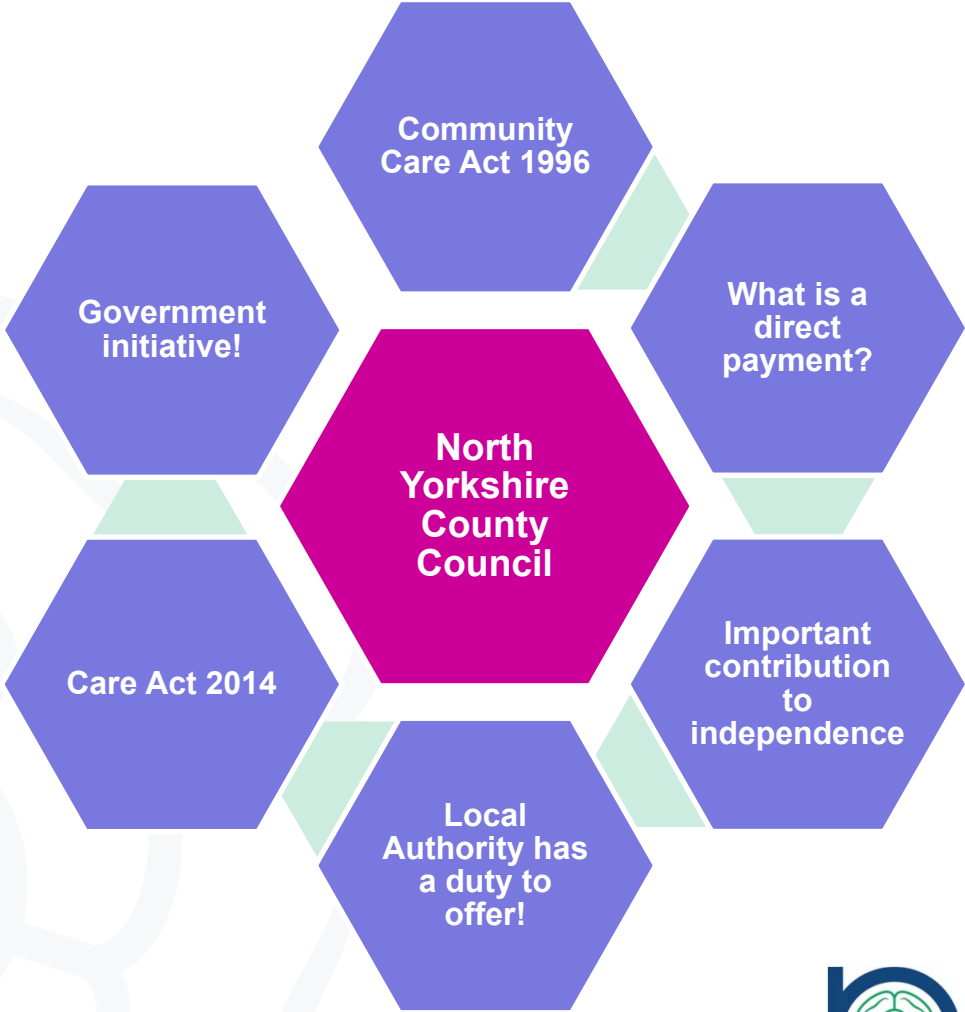 Community
Care Act 1996
What is a
direct
payment?
Important
contribution
to
independence
Local
Authority has
a duty to
offer!
Care Act 2014
Government
initiative!
North
Yorkshire
County
Council